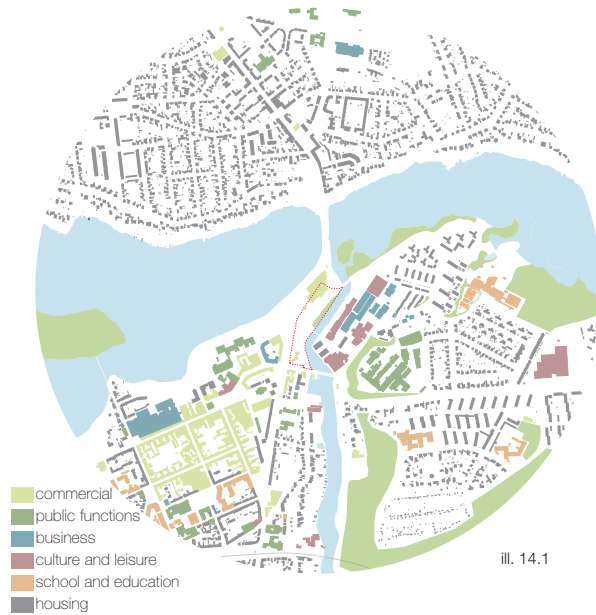 ill. 14.1
commercial
public functions
business
culture and leisure
school and education
housing